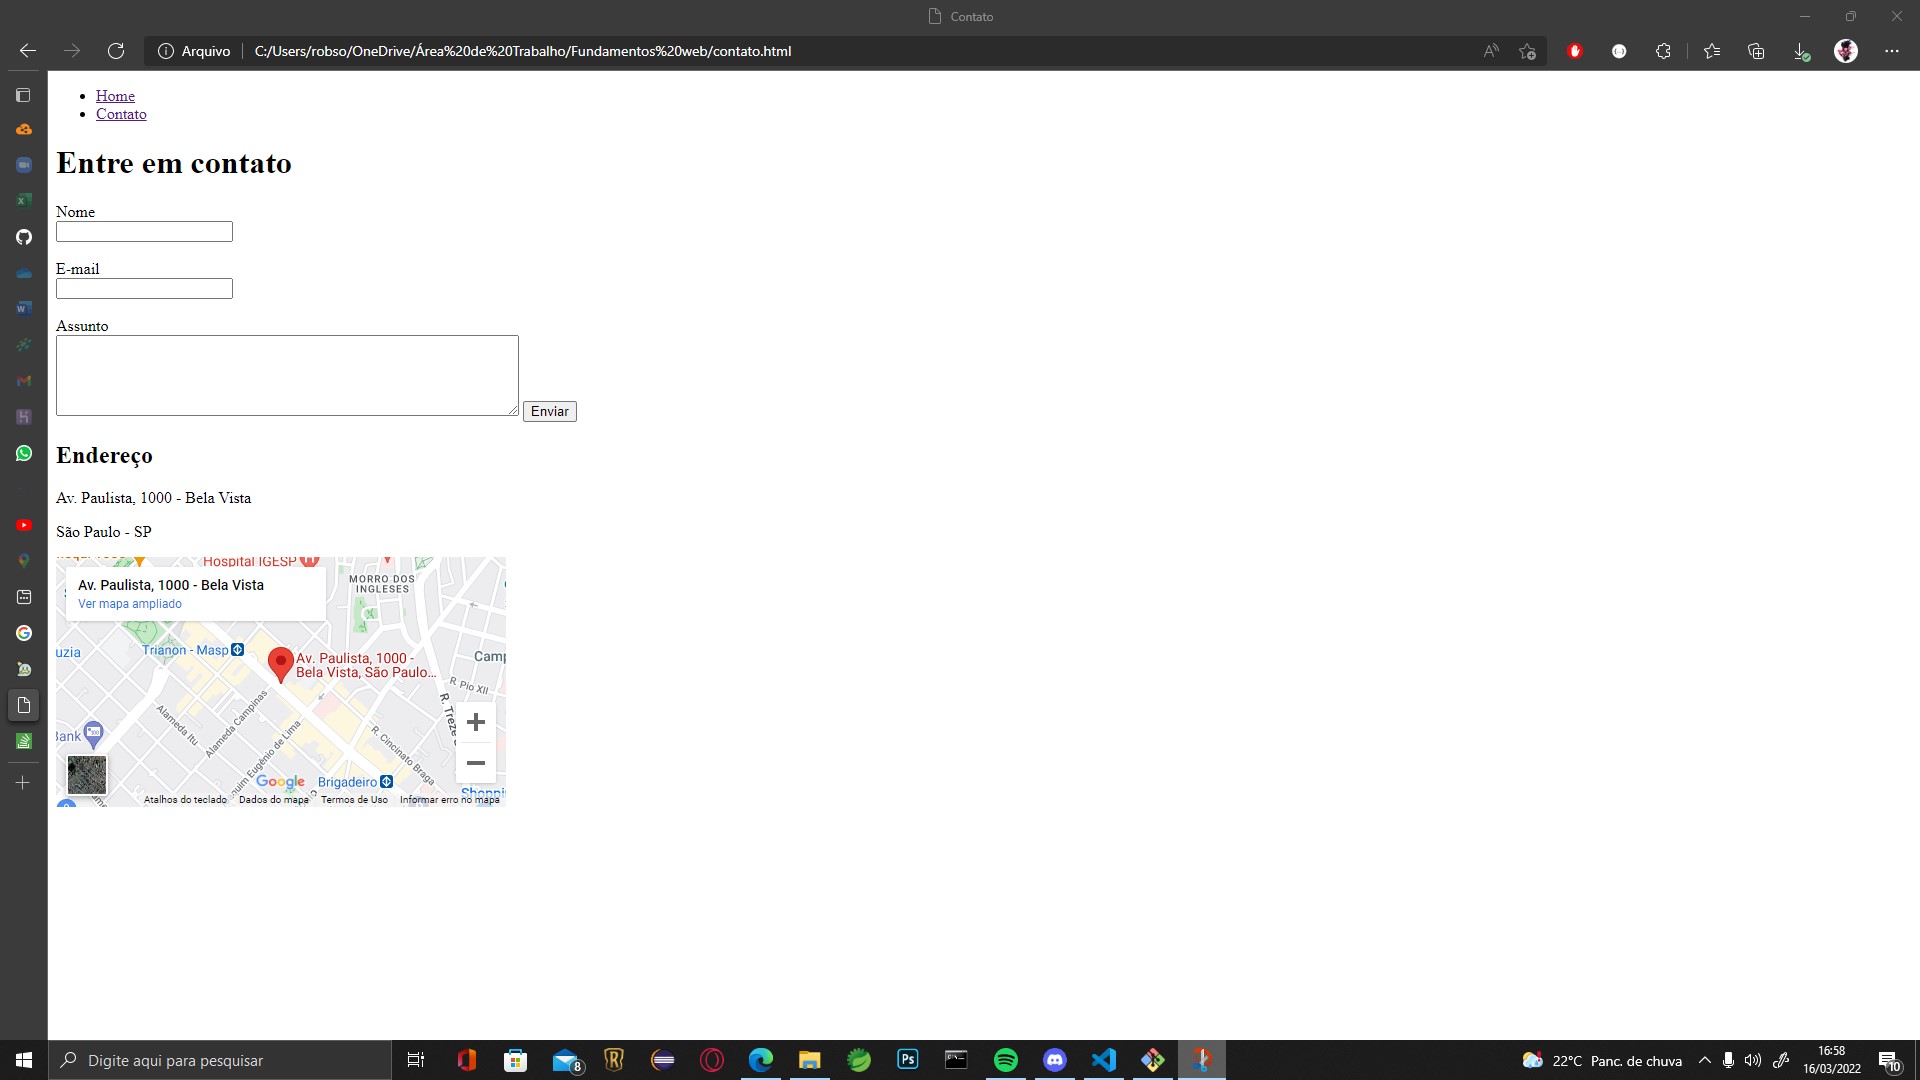 Contato
Arquivo
C:/Users/robso/OneDrive/Área%20de%20Trabalho/Fundamentos%20web/contato.html
Home
Contato
Entre em contato
Nome
E-mail
Assunto
Enviar
Endereço
Av. Paulista, 1000 - Bela Vista
São Paulo - SP
Hospital IGESP
Av. Paulista, 1000 - Bela Vista
Ver mapa ampliado
MORRO DOS
INGLESES
uzia
Trianon - Masp
Av. Paulista, 1000 -
Bela Vista, São Paulo...
Camp
R. Pio XII
R. Treze
Alameda Itu
Alameda Campinas
Eugênio de Lima
R. Cincinato Braga
Bank
Google
Brigadeiro
Shoppi
Atalhos do teclado
Dados do mapa
Termos de Uso
Informar erro no mapa
Digite aqui para pesquisar
8
Ps
22°C Panc. de chuva
16:58
16/03/2022
10